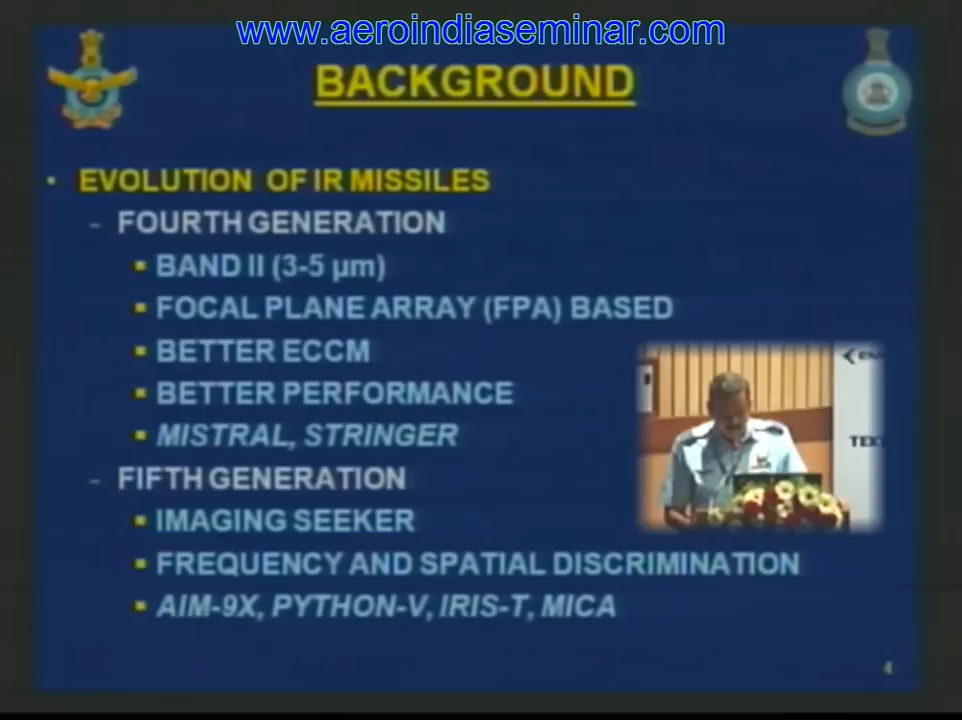 www.aeroindiaseminar.com
BACKGROUND
• EVOLUTION OF IR MISSILES
– FOURTH GENERATION
▪ BAND II (3-5 µm)
▪ FOCAL PLANE ARRAY (FPA) BASED
▪ BETTER ECCM
▪ BETTER PERFORMANCE
▪ MISTRAL, STRINGER
– FIFTH GENERATION
▪ IMAGING SEEKER
▪ FREQUENCY AND SPATIAL DISCRIMINATION
▪ AIM-9X, PYTHON-V, IRIS-T, MICA
TEXT
4